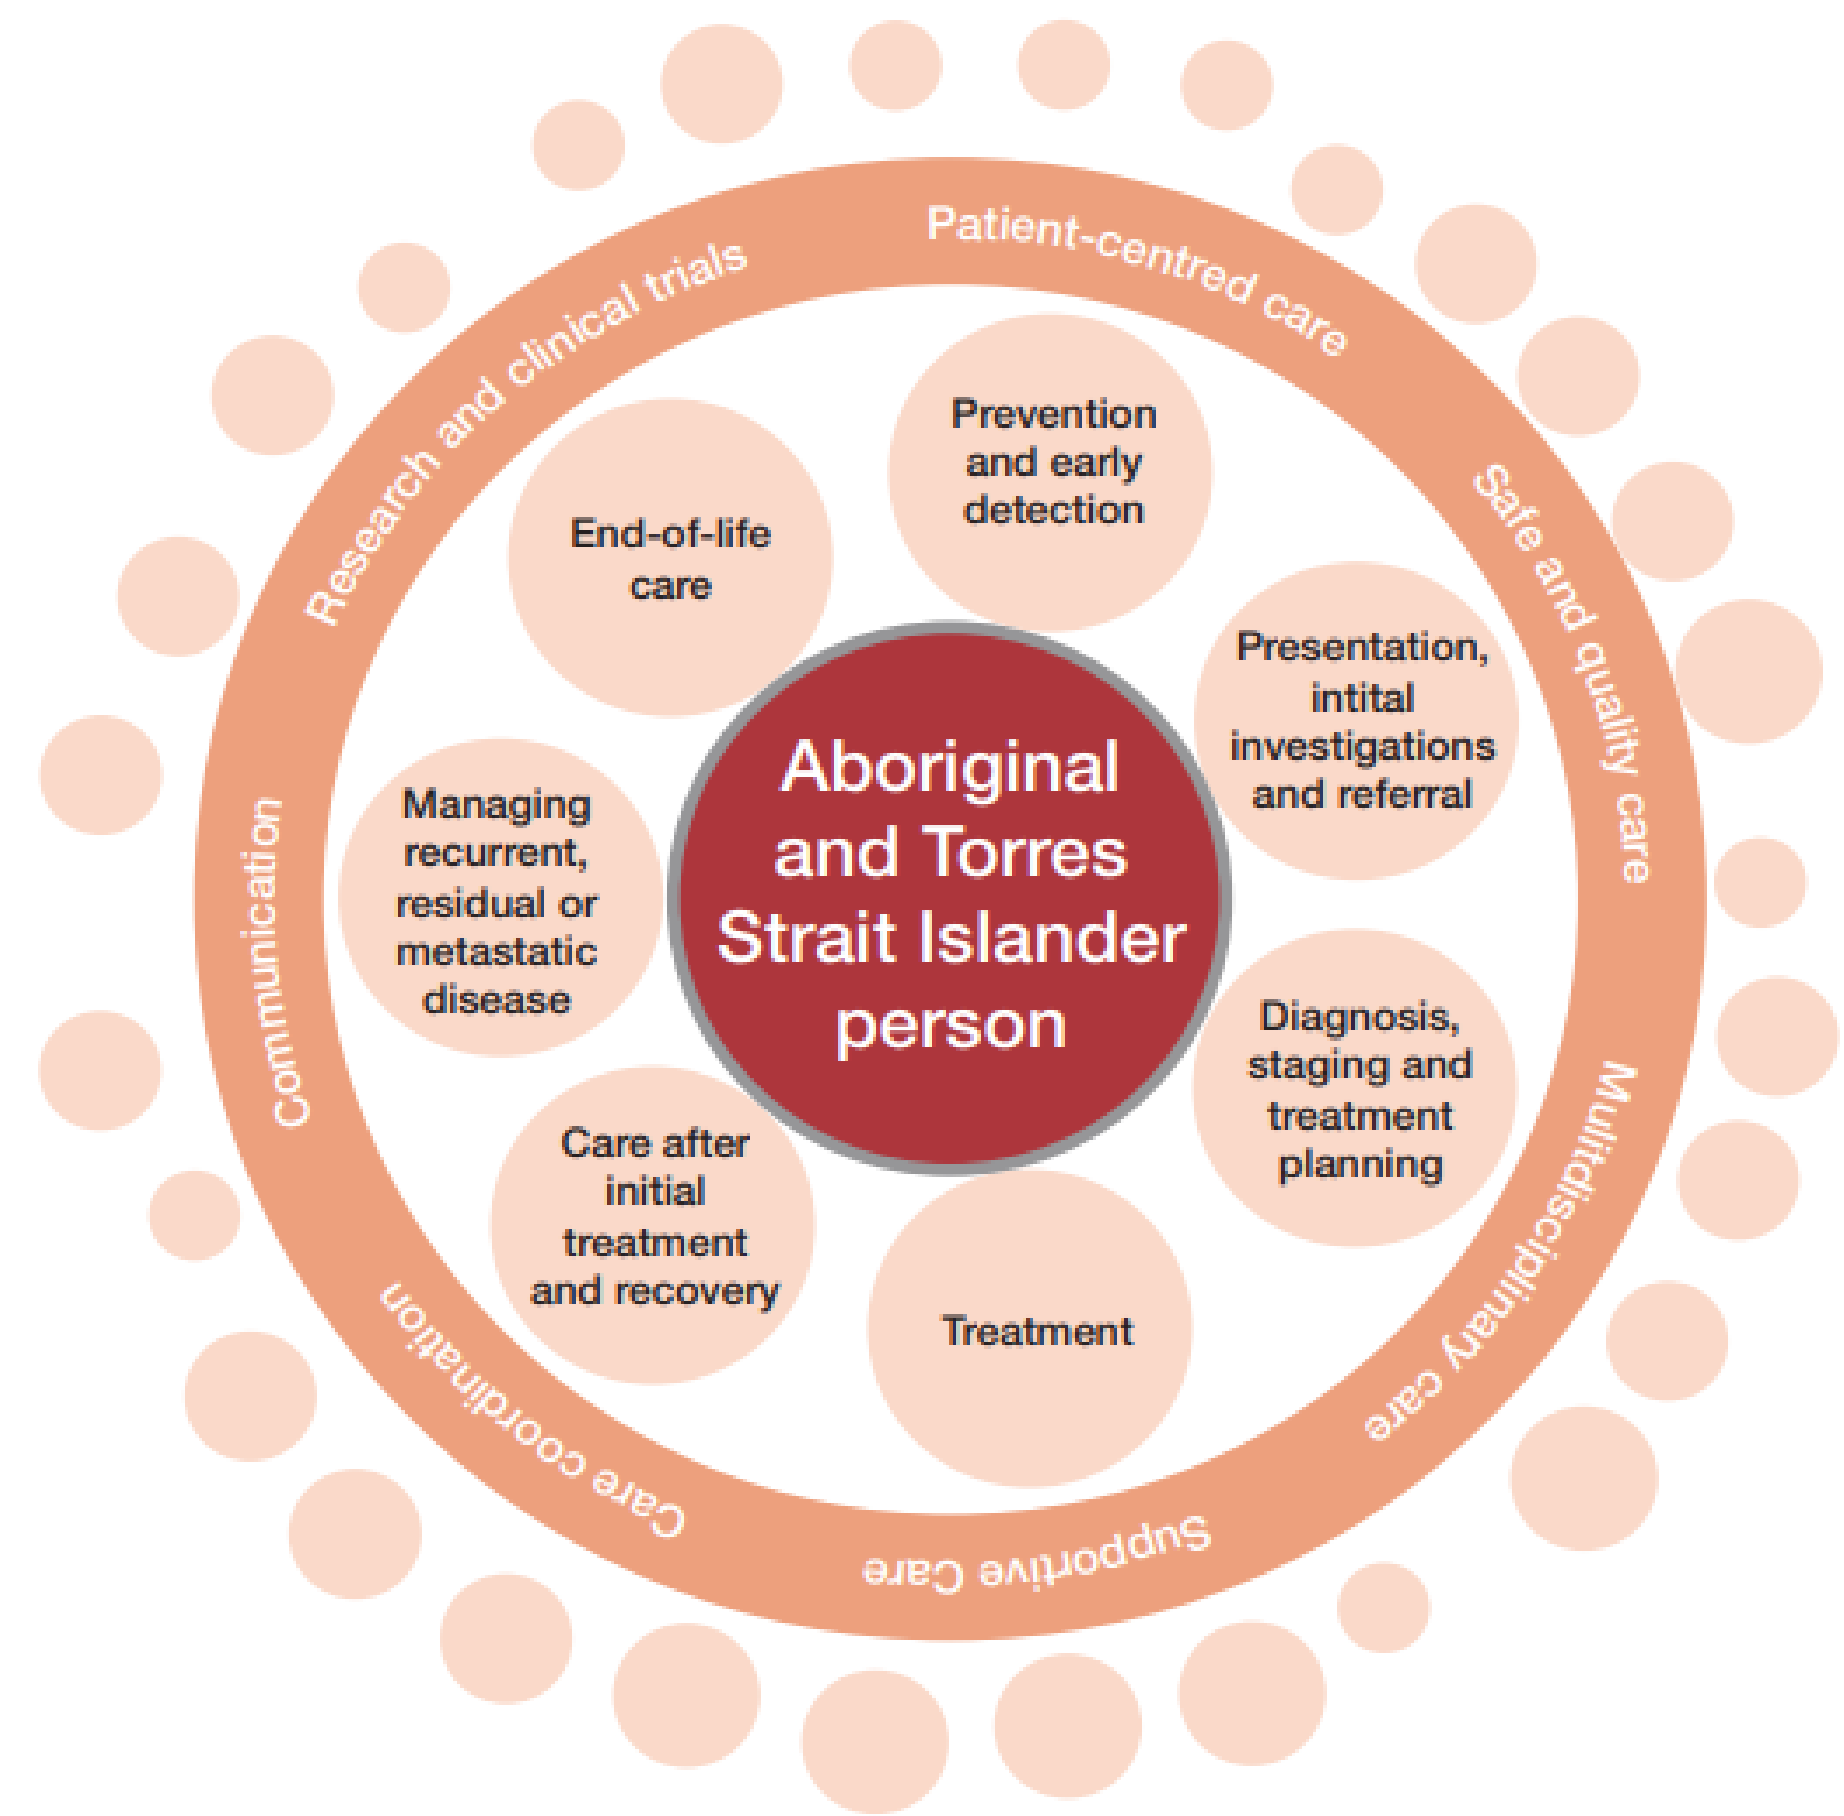 Patient-centred care
Safe and quality care
Mulitdisciplinary care
Supportive Care
Care coordination
Communication
Research and clinical trials
Prevention
and early
detection
Presentation,
intital
investigations
and referral
Diagnosis,
staging and
treatment
planning
Treatment
Care after
initial
treatment
and recovery
Managing
recurrent,
residual or
metastatic
disease
End-of-life
care
Aboriginal
and Torres
Strait Islander
person